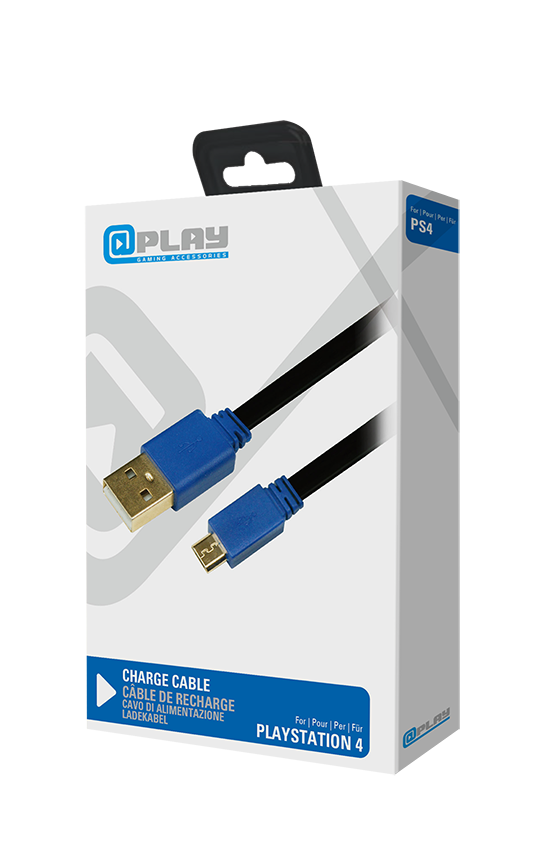 @PLAY
GAMING ACCESSORIES
For | Pour | Per | Für
PS4
CHARGE CABLE
CÂBLE DE RECHARGE
CAVO DI ALIMENTAZIONE
LADEKABEL
For | Pour | Per | Für
PLAYSTATION 4
@PLAY